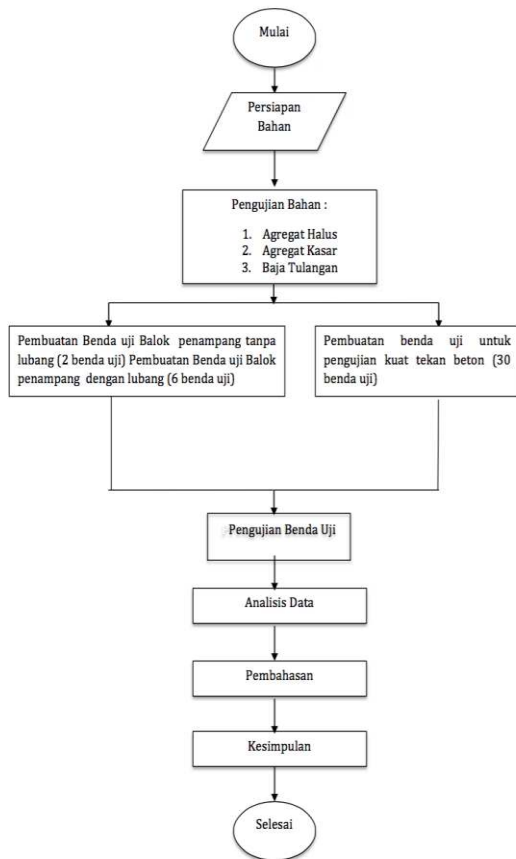 Mulai
Persiapan
Bahan
Pengujian Bahan :
1. Agregat Halus
2. Agregat Kasar
3. Baja Tulangan
Pembuatan Benda uji Balok penampang tanpa
lubang (2 benda uji) Pembuatan Benda uji Balok
penampang dengan lubang (6 benda uji)
Pembuatan benda uji untuk
pengujian kuat tekan beton (30
benda uji)
Pengujian Benda Uji
Analisis Data
Pembahasan
Kesimpulan
Selesai